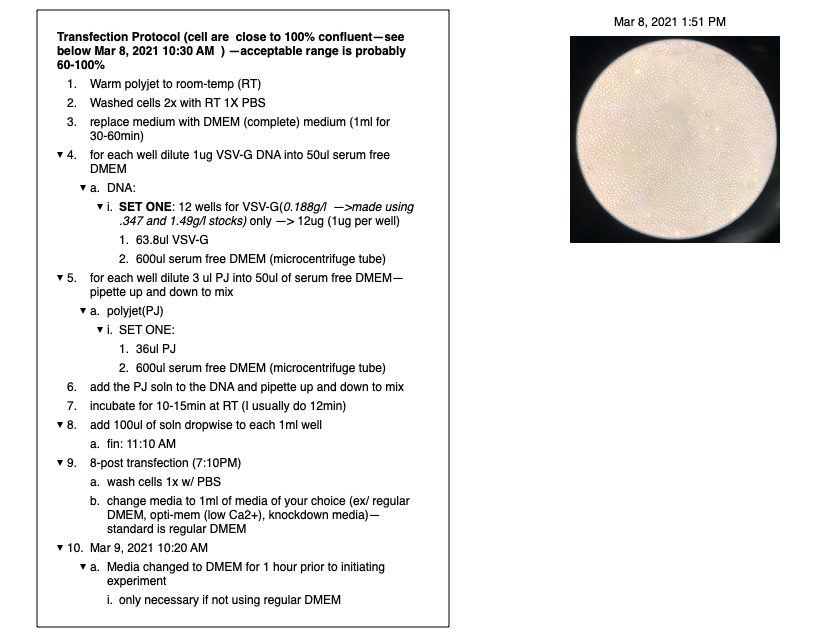 Transfection Protocol (cell are  close to 100% confluent—see
below Mar 8, 2021 10:30 AM  ) —acceptable range is probably
60-100%
1. Warm polyjet to room-temp (RT)
2. Washed cells 2x with RT 1X PBS
3. replace medium with DMEM (complete) medium (1ml for
30-60min)
▼ 4. for each well dilute 1ug VSV-G DNA into 50ul serum free
DMEM
▼ a. DNA:
▼ i. SET ONE: 12 wells for VSV-G(0.188g/l  —>made using
.347 and 1.49g/l stocks) only —> 12ug (1ug per well)
1. 63.8ul VSV-G
2. 600ul serum free DMEM (microcentrifuge tube)
▼ 5. for each well dilute 3 ul PJ into 50ul of serum free DMEM—
pipette up and down to mix
▼ a. polyjet(PJ)
▼ i. SET ONE:
1. 36ul PJ
2. 600ul serum free DMEM (microcentrifuge tube)
6. add the PJ soln to the DNA and pipette up and down to mix
7. incubate for 10-15min at RT (I usually do 12min)
▼ 8. add 100ul of soln dropwise to each 1ml well
a. fin: 11:10 AM
▼ 9. 8-post transfection (7:10PM)
a. wash cells 1x w/ PBS
b. change media to 1ml of media of your choice (ex/ regular
DMEM, opti-mem (low Ca2+), knockdown media)—
standard is regular DMEM
▼ 10. Mar 9, 2021 10:20 AM
▼ a. Media changed to DMEM for 1 hour prior to initiating
experiment
i. only necessary if not using regular DMEM
Mar 8, 2021 1:51 PM